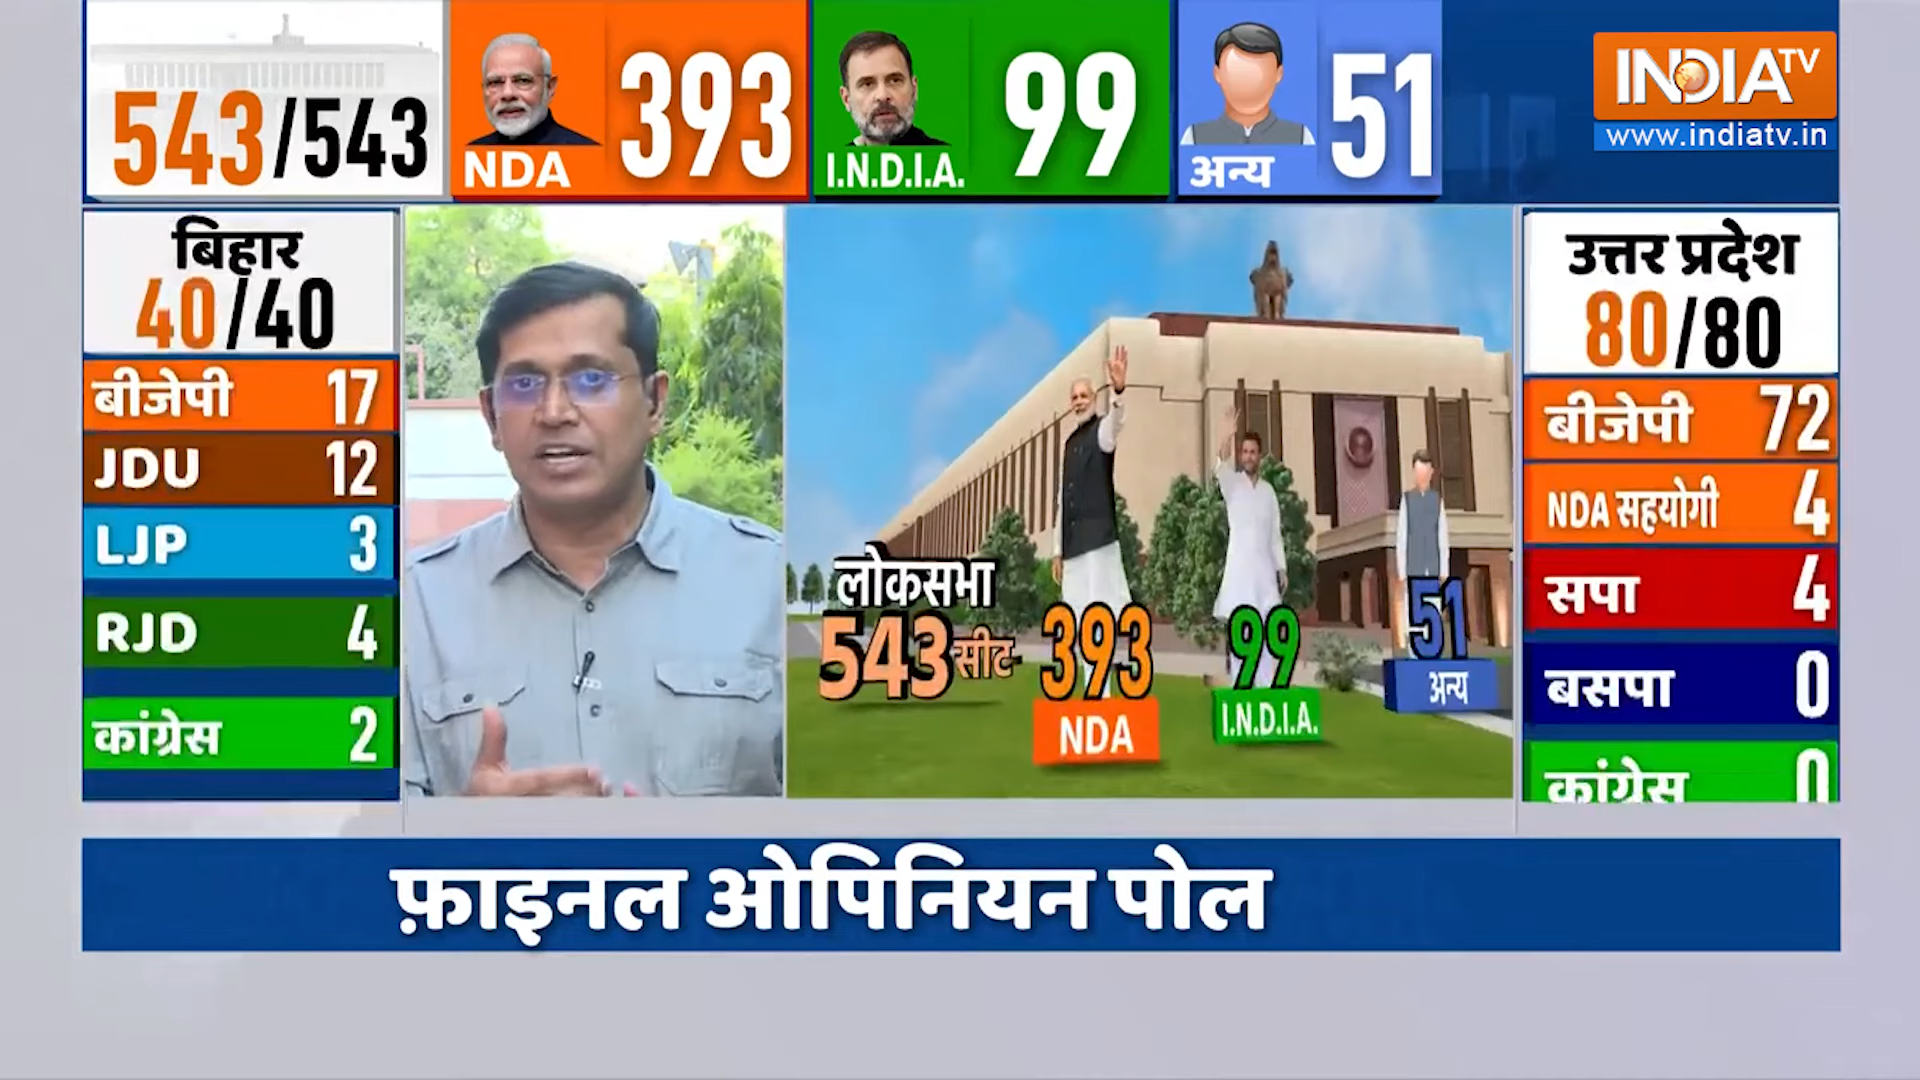 543/543
NDA 393
I.N.D.I.A. 99
अन्य 51
INDIA TV
www.indiatv.in
बिहार
40/40
बीजेपी 17
JDU 12
LJP 3
RJD 4
कांग्रेस 2
लोकसभा
543 सीट
393
NDA
99
I.N.D.I.A.
51
अन्य
उत्तर प्रदेश
80/80
बीजेपी 72
NDA सहयोगी 4
सपा 4
बसपा 0
कांग्रेस 0
फ़ाइनल ओपिनियन पोल